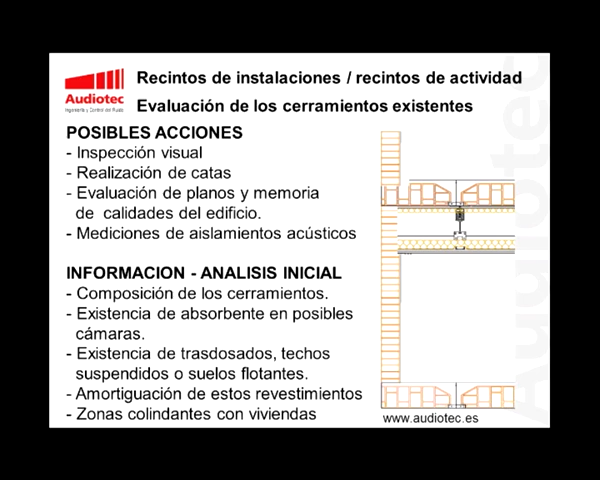 Audiotec
Ingeniería y Control del Ruido
Recintos de instalaciones / recintos de actividad
Evaluación de los cerramientos existentes
POSIBLES ACCIONES
- Inspección visual
- Realización de catas
- Evaluación de planos y memoria
de calidades del edificio.
- Mediciones de aislamientos acústicos
INFORMACION - ANALISIS INICIAL
- Composición de los cerramientos.
- Existencia de absorbente en posibles
cámaras.
- Existencia de trasdosados, techos
suspendidos o suelos flotantes.
- Amortiguación de estos revestimientos
- Zonas colindantes con viviendas
www.audiotec.es
Audiotec